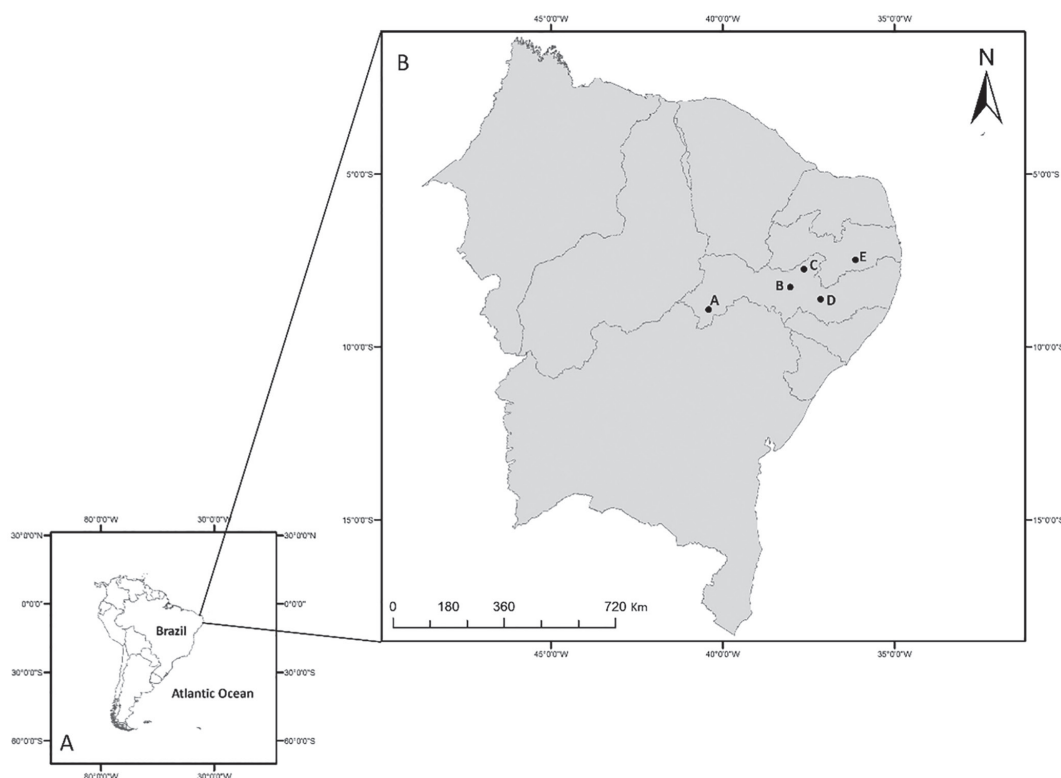 45°0'0"W 40°0'0"W 35°0'0"W
B
N
5°0'0"S 5°0'0"S
C E
B
A D
10°0'0"S 10°0'0"S
15°0'0"S 15°0'0"S
0 180 360 720 Km
45°0'0"W 40°0'0"W 35°0'0"W
80°0'0"W 30°0'0"W
30°0'0"N 30°0'0"N
0°0'0" 0°0'0"
Brazil
30°0'0"S 30°0'0"S
Atlantic Ocean
60°0'0"S 60°0'0"S
A
80°0'0"W 30°0'0"W